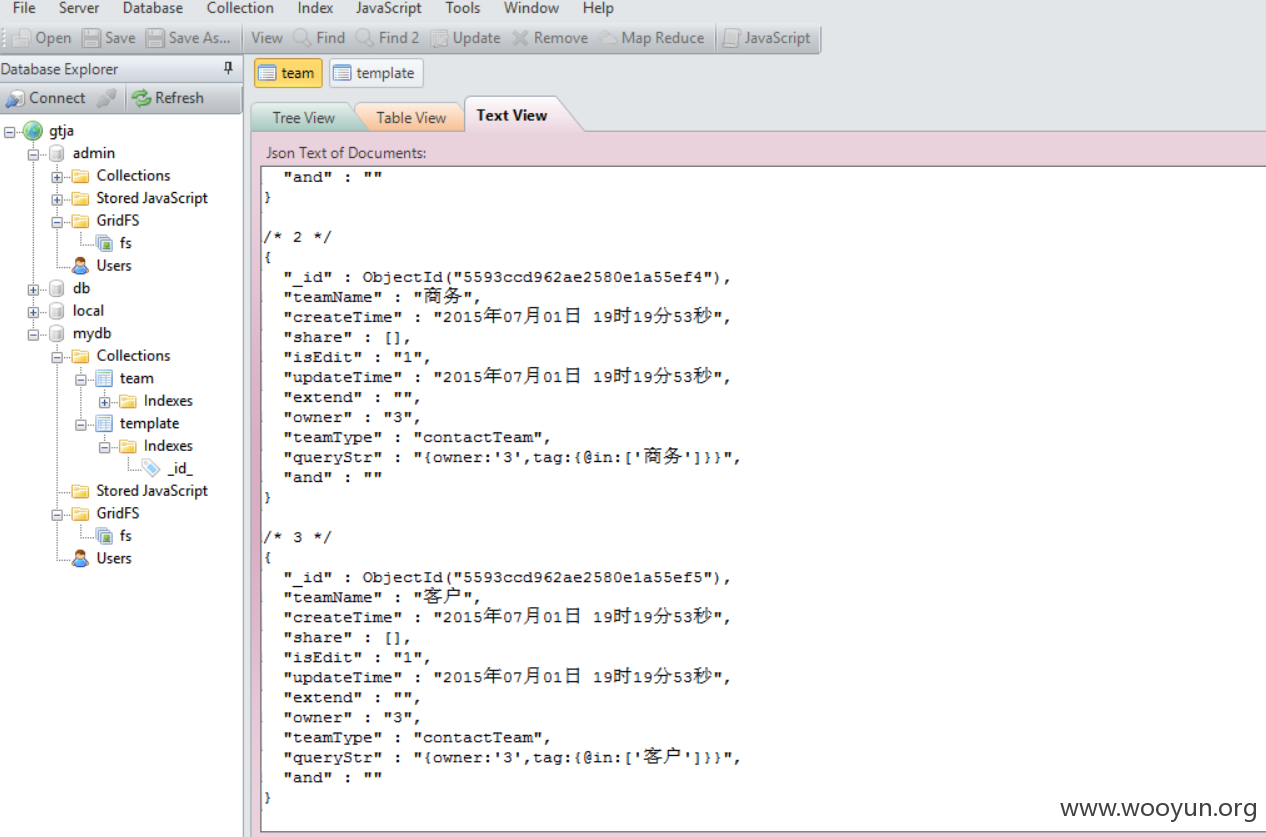 File Server Database Collection Index JavaScript Tools Window Help
Open Save Save As... View Find Find 2 Update Remove Map Reduce JavaScript
Database Explorer
team template
Connect Refresh
Tree View Table View Text View
gtja
admin
Collections
Stored JavaScript
GridFS
fs
Users
db
local
mydb
Collections
team
Indexes
template
Indexes
_id_
Stored JavaScript
GridFS
fs
Users
Json Text of Documents:
"and" : ""
}
/* 2 */
{
"_id" : ObjectId("5593ccd962ae2580e1a55ef4"),
"teamName" : "商务",
"createTime" : "2015年07月01日 19时19分53秒",
"share" : [],
"isEdit" : "1",
"updateTime" : "2015年07月01日 19时19分53秒",
"extend" : "",
"owner" : "3",
"teamType" : "contactTeam",
"queryStr" : "{owner:'3',tag:{@in:['商务']}}",
"and" : ""
}
/* 3 */
{
"_id" : ObjectId("5593ccd962ae2580e1a55ef5"),
"teamName" : "客户",
"createTime" : "2015年07月01日 19时19分53秒",
"share" : [],
"isEdit" : "1",
"updateTime" : "2015年07月01日 19时19分53秒",
"extend" : "",
"owner" : "3",
"teamType" : "contactTeam",
"queryStr" : "{owner:'3',tag:{@in:['客户']}}",
"and" : ""
}
www.wooyun.org